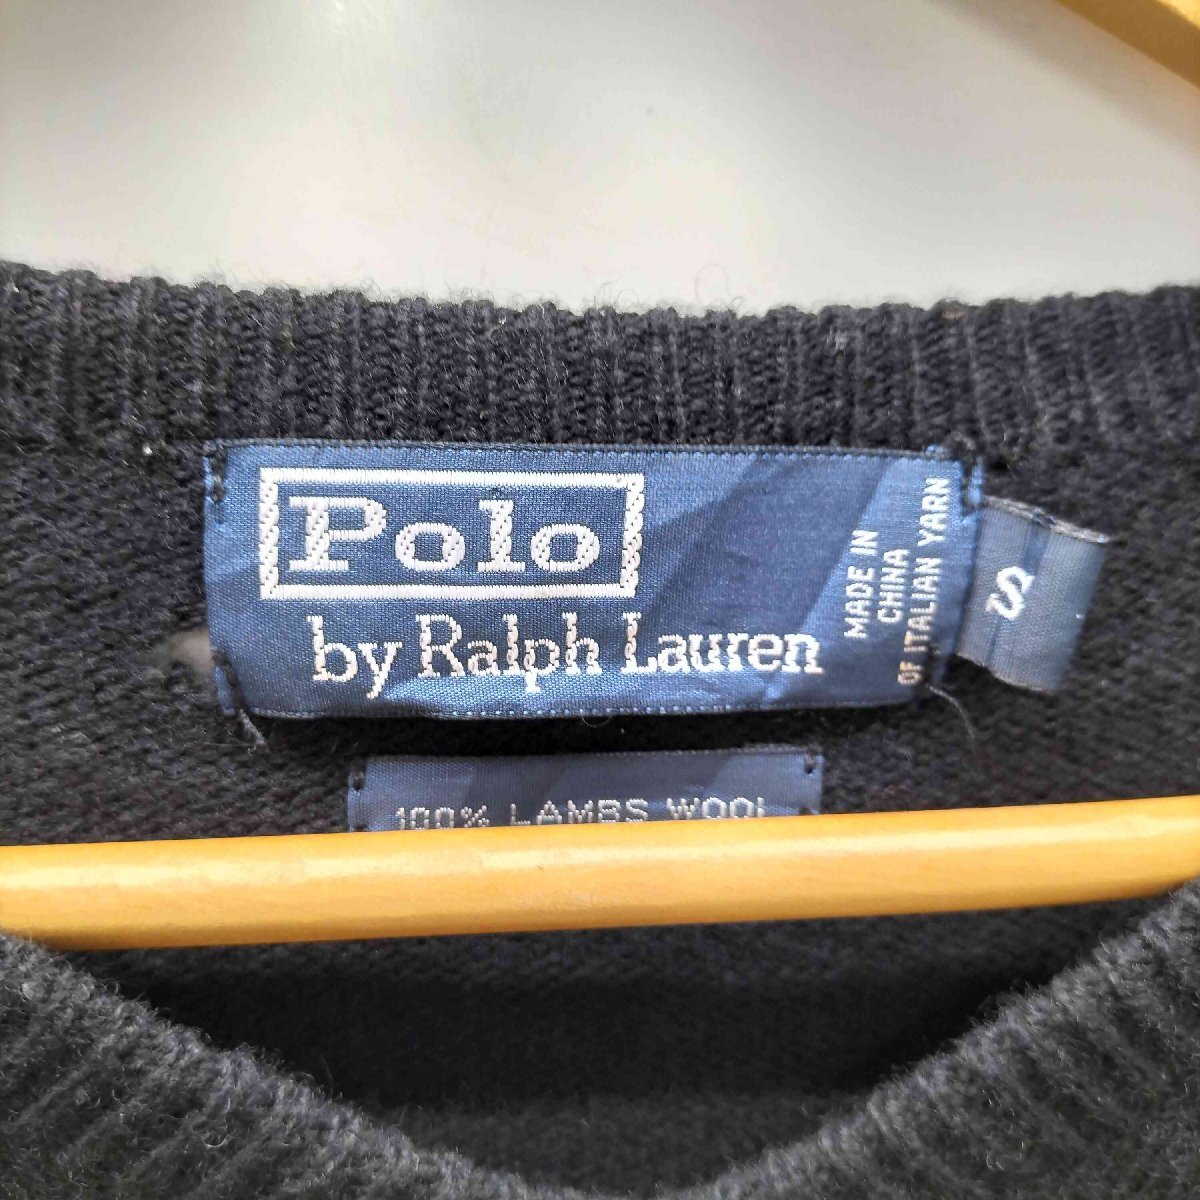 Polo
by Ralph Lauren
MADE IN
CHINA
OF ITALIAN YARN
S
100% LAMBS WOOL